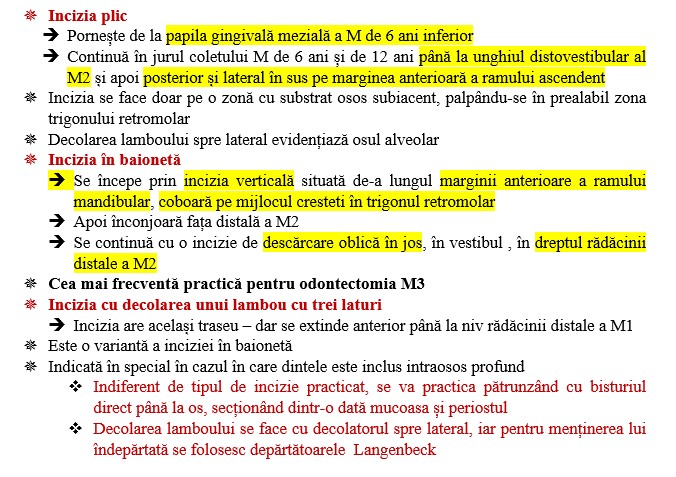 ✵ Incizia plic
➔ Pornește de la papila gingivală mezială a M de 6 ani inferior
➔ Continuă în jurul coletului M de 6 ani și de 12 ani până la unghiul distovestibular al
M2 și apoi posterior și lateral în sus pe marginea anterioară a ramului ascendent
✵ Incizia se face doar pe o zonă cu substrat osos subiacent, palpându-se în prealabil zona
trigonului retromolar
✵ Decolarea lamboului spre lateral evidențiază osul alveolar
✵ Incizia în baionetă
➔ Se începe prin incizia verticală situată de-a lungul marginii anterioare a ramului
mandibular, coboară pe mijlocul cresteti în trigonul retromolar
➔ Apoi înconjoară fața distală a M2
➔ Se continuă cu o incizie de descărcare oblică în jos, în vestibul , în dreptul rădăcinii
distale a M2
✵ Cea mai frecventă practică pentru odontectomia M3
✵ Incizia cu decolarea unui lambou cu trei laturi
➔ Incizia are același traseu – dar se extinde anterior până la niv rădăcinii distale a M1
✵ Este o variantă a inciziei în baionetă
✵ Indicată în special în cazul în care dintele este inclus intraosos profund
❖ Indiferent de tipul de incizie practicat, se va practica pătrunzând cu bisturiul
direct până la os, secționând dintr-o dată mucoasa și periostul
❖ Decolarea lamboului se face cu decolatorul spre lateral, iar pentru menținerea lui
îndepărtată se folosesc depărtătoarele Langenbeck